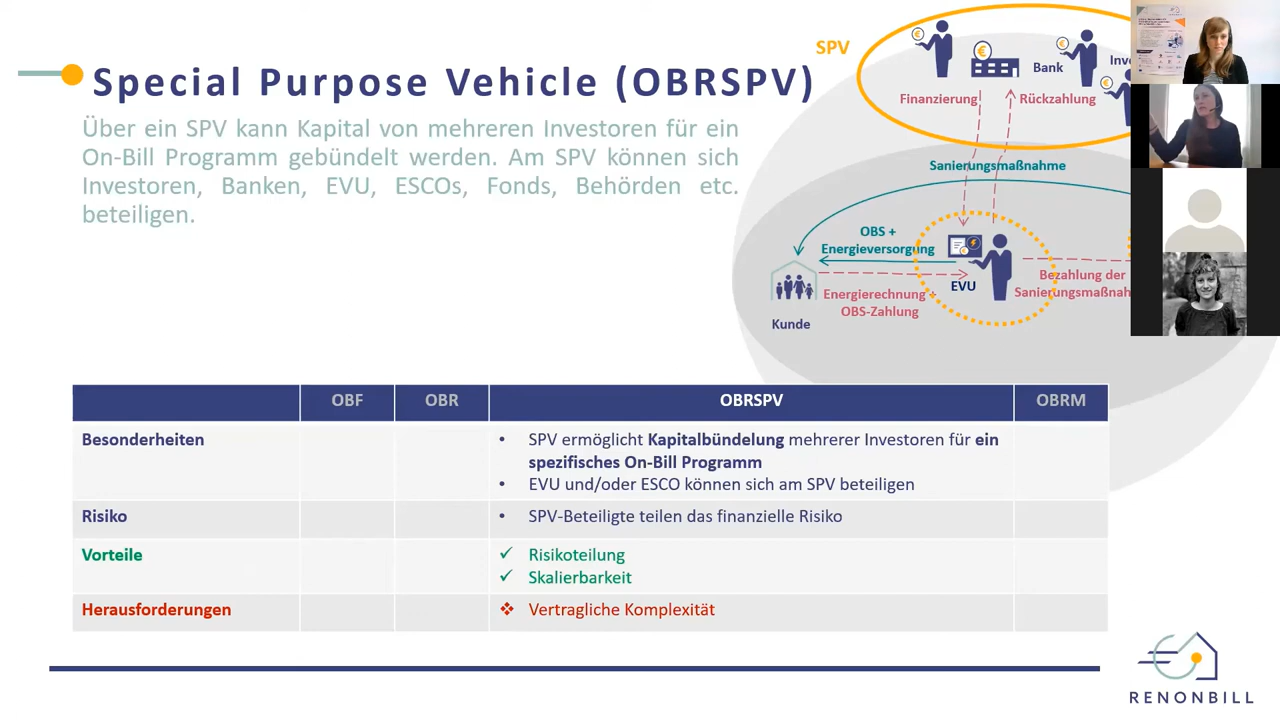 Special Purpose Vehicle (OBRSPV)
Über ein SPV kann Kapital von mehreren Investoren für ein
On-Bill Programm gebündelt werden. Am SPV können sich
Investoren, Banken, EVU, ESCOs, Fonds, Behörden etc.
beteiligen.
SPV
Bank
Finanzierung
Rückzahlung
Sanierungsmaßnahme
OBS +
Energieversorgung
EVU
Energierechnung +
OBS-Zahlung
Bezahlung der
Kunde
OBF OBR OBRSPV OBRM
Besonderheiten
• SPV ermöglicht Kapitalbündelung mehrerer Investoren für ein
spezifisches On-Bill Programm
• EVU und/oder ESCO können sich am SPV beteiligen
Risiko
• SPV-Beteiligte teilen das finanzielle Risiko
Vorteile
✓ Risikoteilung
✓ Skalierbarkeit
Herausforderungen
❖ Vertragliche Komplexität
RENONBILL